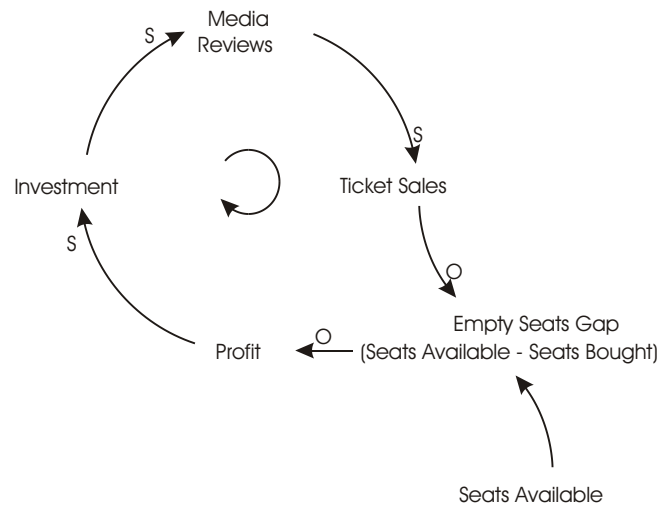 Media
Reviews
S
S
Investment
Ticket Sales
S
O
Empty Seats Gap
Profit
O
(Seats Available - Seats Bought)
Seats Available